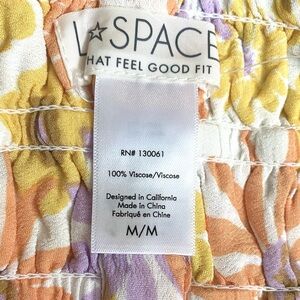 L☆SPACE
HAT FEEL GOOD FIT
RN# 130061
100% Viscose/Viscose
Designed in California
Made in China
Fabriqué en Chine
M/M